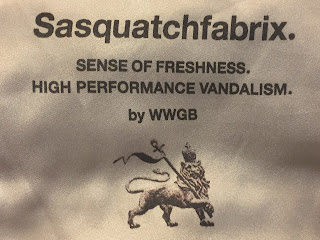 Sasquatchfabrix.
SENSE OF FRESHNESS.
HIGH PERFORMANCE VANDALISM.
by WWGB